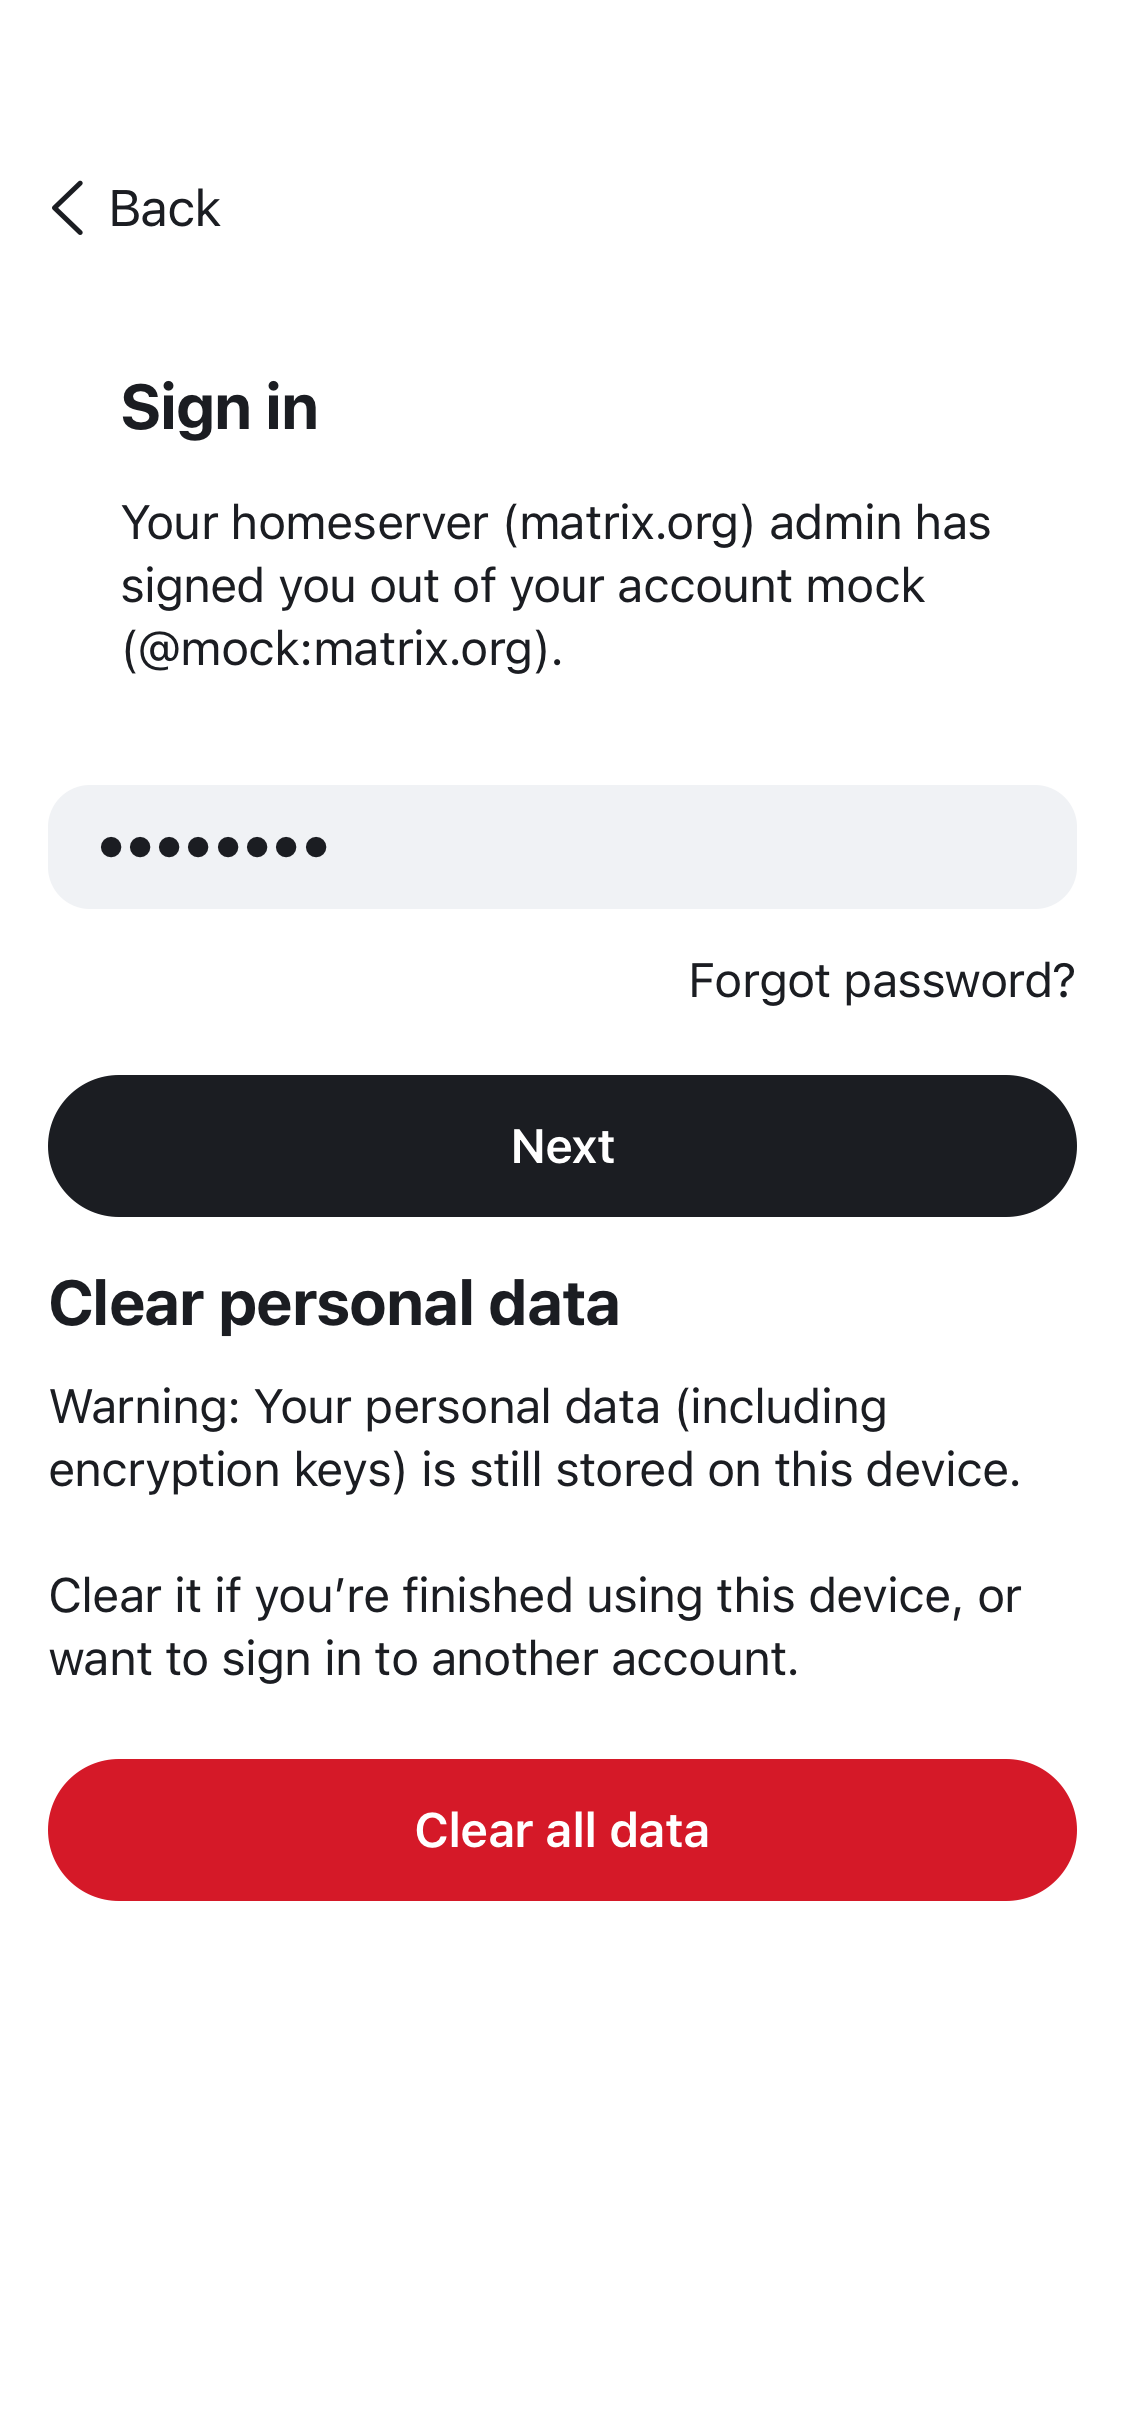 Back
Sign in
Your homeserver (matrix.org) admin has
signed you out of your account mock
(@mock:matrix.org).
••••••••
Forgot password?
Next
Clear personal data
Warning: Your personal data (including
encryption keys) is still stored on this device.
Clear it if you’re finished using this device, or
want to sign in to another account.
Clear all data